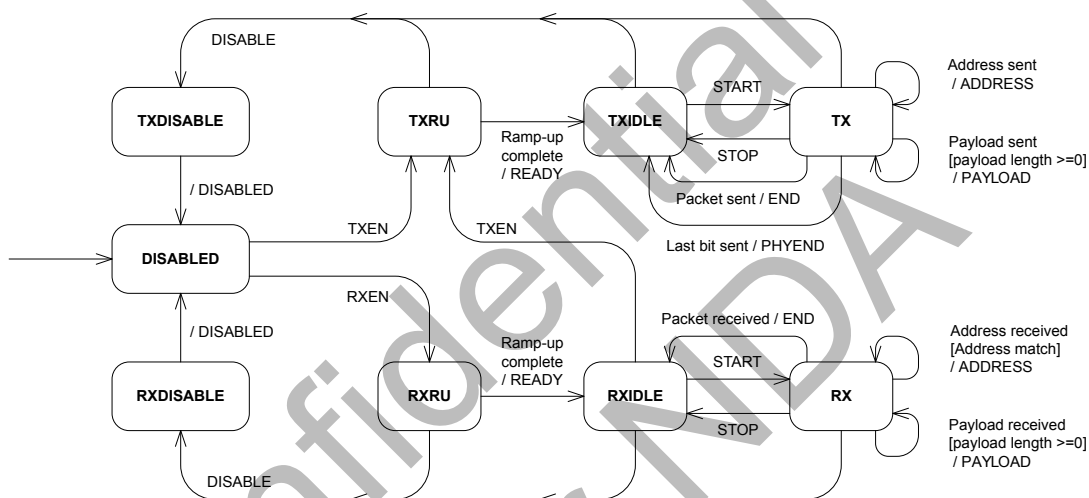 DISABLE
TXDISABLE
TXRU
TXIDLE
TX
START
STOP
Address sent
/ ADDRESS
Payload sent
[payload length >=0]
/ PAYLOAD
Ramp-up
complete
/ READY
Packet sent / END
Last bit sent / PHYEND
/ DISABLED
DISABLED
TXEN
TXEN
RXEN
/ DISABLED
RXDISABLE
RXRU
Ramp-up
complete
/ READY
RXIDLE
Packet received / END
START
STOP
RX
Address received
[Address match]
/ ADDRESS
Payload received
[payload length >=0]
/ PAYLOAD
DISABLE
Confidential
NDA